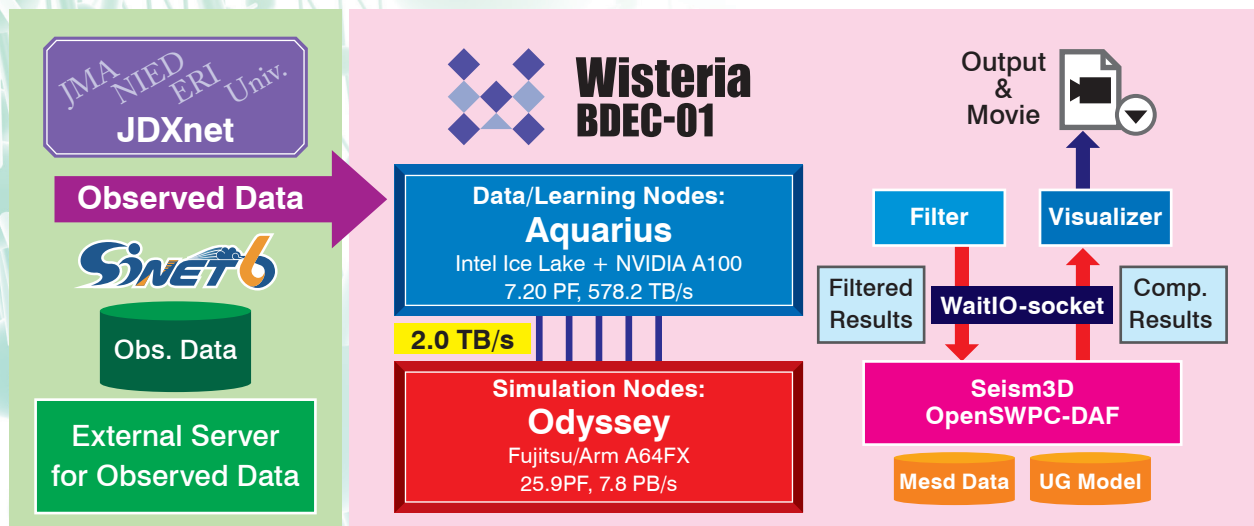 JMA
NIED
ERI
Univ.
JDXnet
Observed Data
SINET6
Obs. Data
External Server
for Observed Data
Wisteria
BDEC-01
Data/Learning Nodes:
Aquarius
Intel Ice Lake + NVIDIA A100
7.20 PF, 578.2 TB/s
2.0 TB/s
Simulation Nodes:
Odyssey
Fujitsu/Arm A64FX
25.9PF, 7.8 PB/s
Output
&
Movie
Filter
Visualizer
Filtered
Results
WaitIO-socket
Comp.
Results
Seism3D
OpenSWPC-DAF
Mesd Data
UG Model